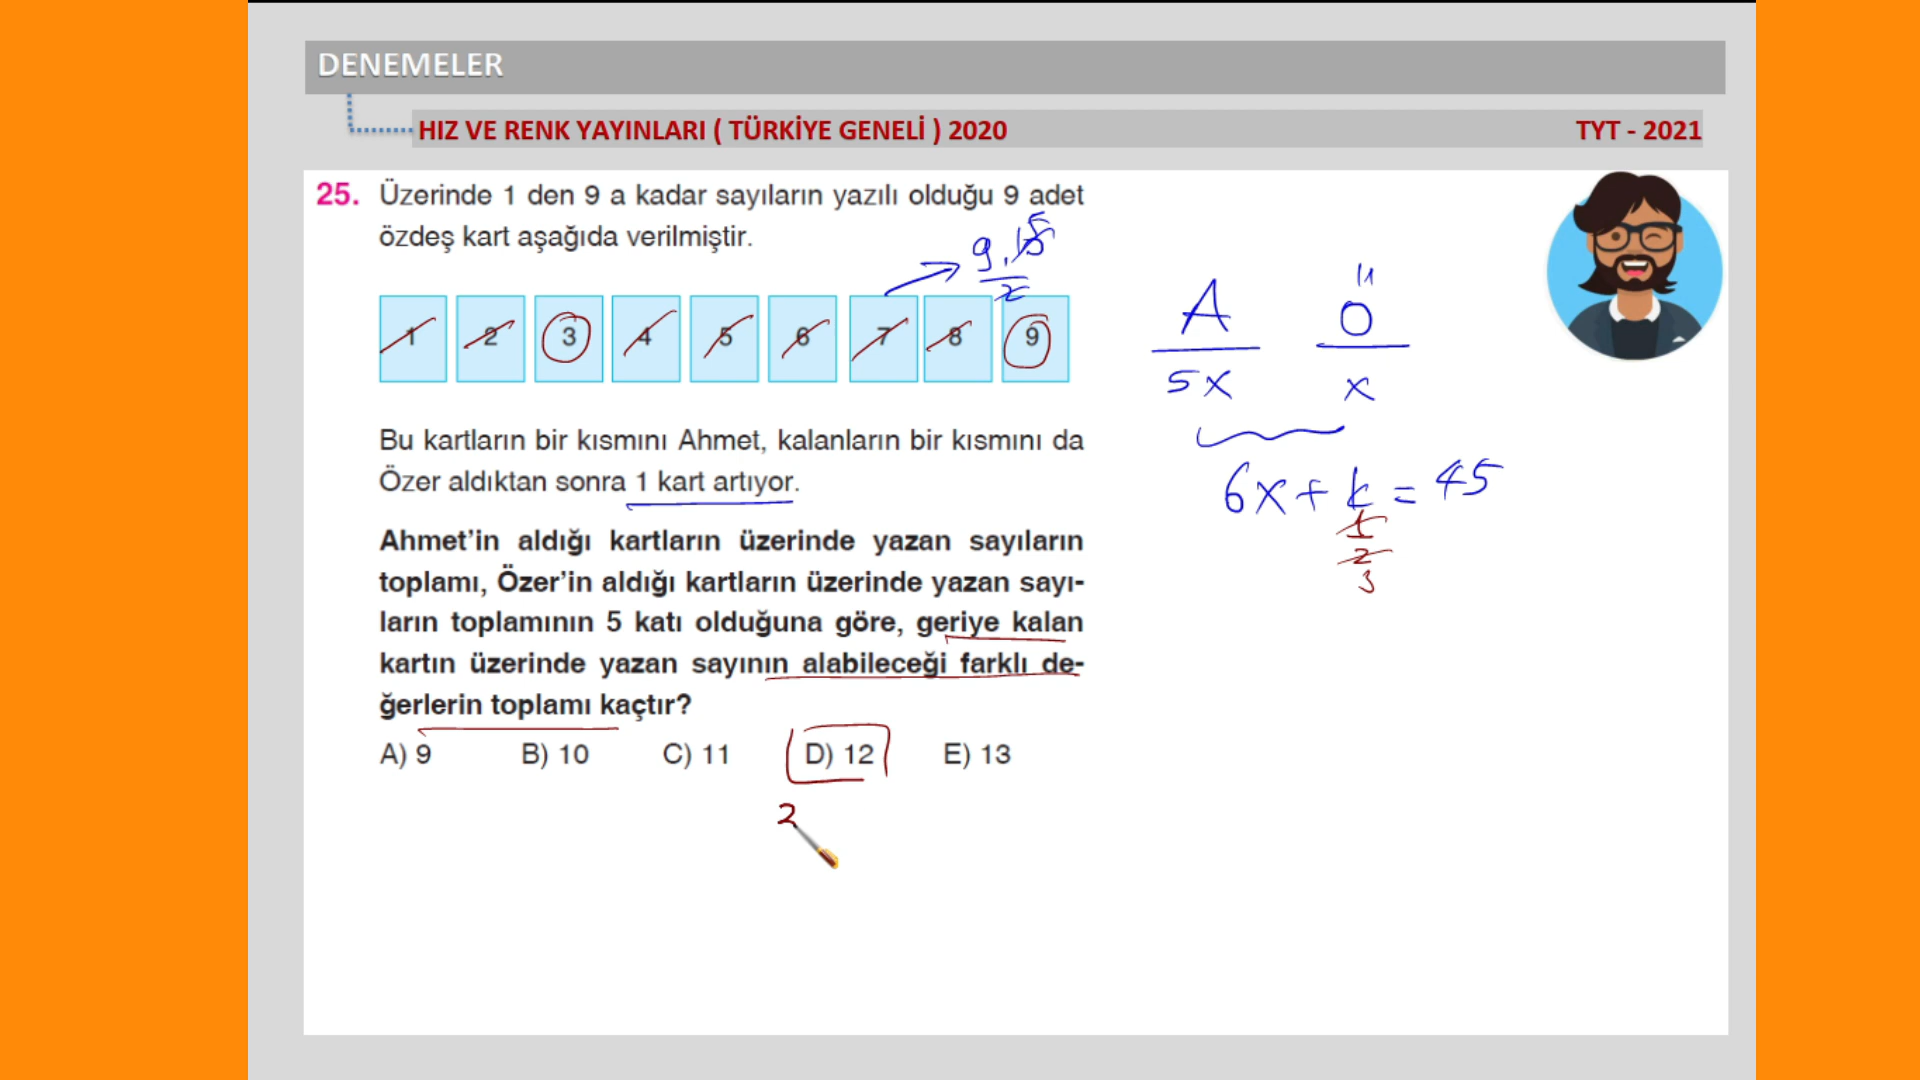 DENEMELER
HIZ VE RENK YAYINLARI ( TÜRKİYE GENELİ ) 2020 TYT - 2021
25. Üzerinde 1 den 9 a kadar sayıların yazılı olduğu 9 adet
özdeş kart aşağıda verilmiştir.
1 2 3 4 5 6 7 8 9
A
5x x
6x + k = 45
1
2
3
Bu kartların bir kısmını Ahmet, kalanların bir kısmını da
Özer aldıktan sonra 1 kart artıyor.
Ahmet'in aldığı kartların üzerinde yazan sayıların
toplamı, Özer'in aldığı kartların üzerinde yazan sayı-
ların toplamının 5 katı olduğuna göre, geriye kalan
kartın üzerinde yazan sayının alabileceği farklı de-
ğerlerin toplamı kaçtır?
A) 9 B) 10 C) 11 D) 12 E) 13
2